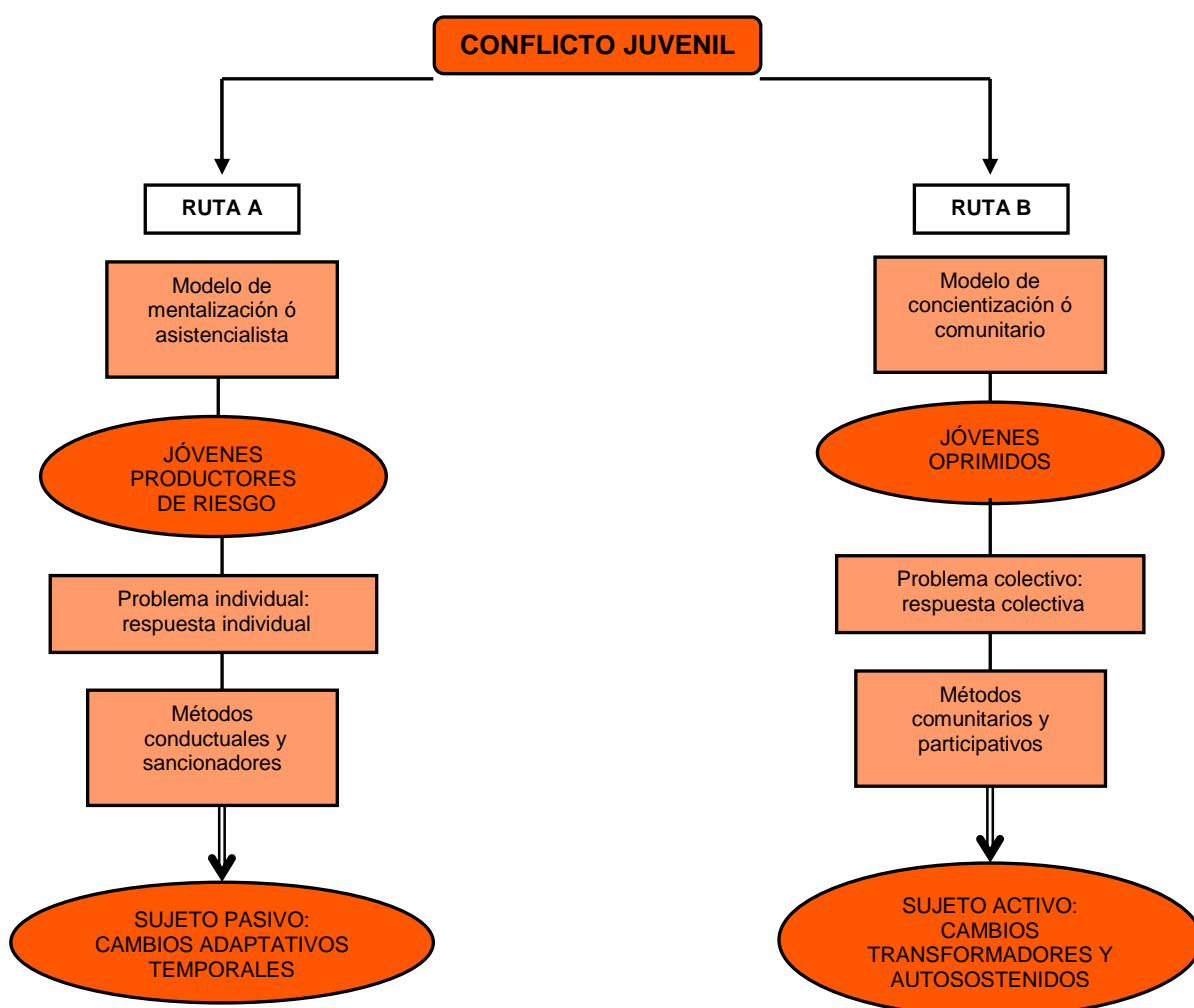 CONFLICTO JUVENIL
RUTA A
Modelo de
mentalización ó
asistencialista
JÓVENES
PRODUCTORES
DE RIESGO
Problema individual:
respuesta individual
Métodos
conductuales y
sancionadores
SUJETO PASIVO:
CAMBIOS ADAPTATIVOS
TEMPORALES
RUTA B
Modelo de
concientización ó
comunitario
JÓVENES
OPRIMIDOS
Problema colectivo:
respuesta colectiva
Métodos
comunitarios y
participativos
SUJETO ACTIVO:
CAMBIOS
TRANSFORMADORES Y
AUTOSOSTENIDOS